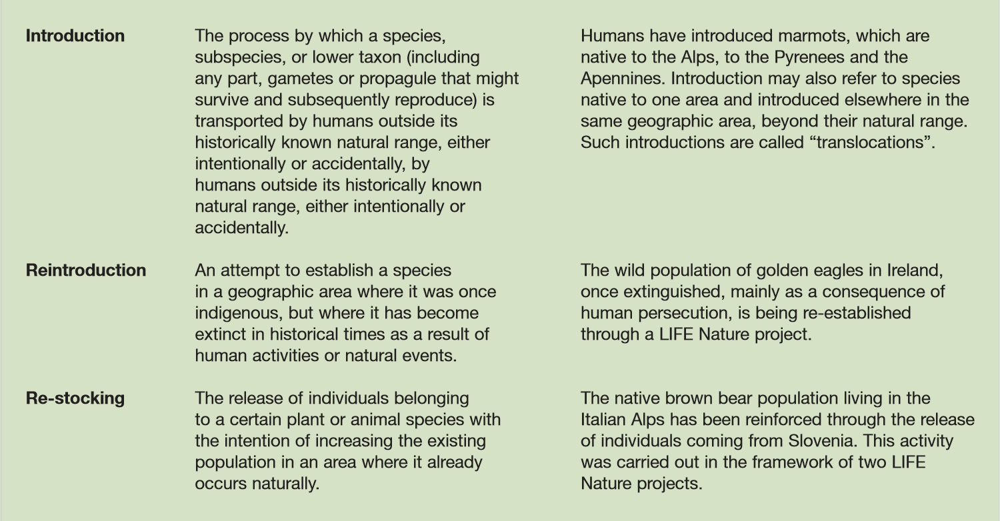 Introduction
The process by which a species,
subspecies, or lower taxon (including
any part, gametes or propagule that might
survive and subsequently reproduce) is
transported by humans outside its
historically known natural range, either
intentionally or accidentally, by
humans outside its historically known
natural range, either intentionally or
accidentally.
Humans have introduced marmots, which are
native to the Alps, to the Pyrenees and the
Apennines. Introduction may also refer to species
native to one area and introduced elsewhere in the
same geographic area, beyond their natural range.
Such introductions are called “translocations”.
Reintroduction
An attempt to establish a species
in a geographic area where it was once
indigenous, but where it has become
extinct in historical times as a result of
human activities or natural events.
The wild population of golden eagles in Ireland,
once extinguished, mainly as a consequence of
human persecution, is being re-established
through a LIFE Nature project.
Re-stocking
The release of individuals belonging
to a certain plant or animal species with
the intention of increasing the existing
population in an area where it already
occurs naturally.
The native brown bear population living in the
Italian Alps has been reinforced through the release
of individuals coming from Slovenia. This activity
was carried out in the framework of two LIFE
Nature projects.